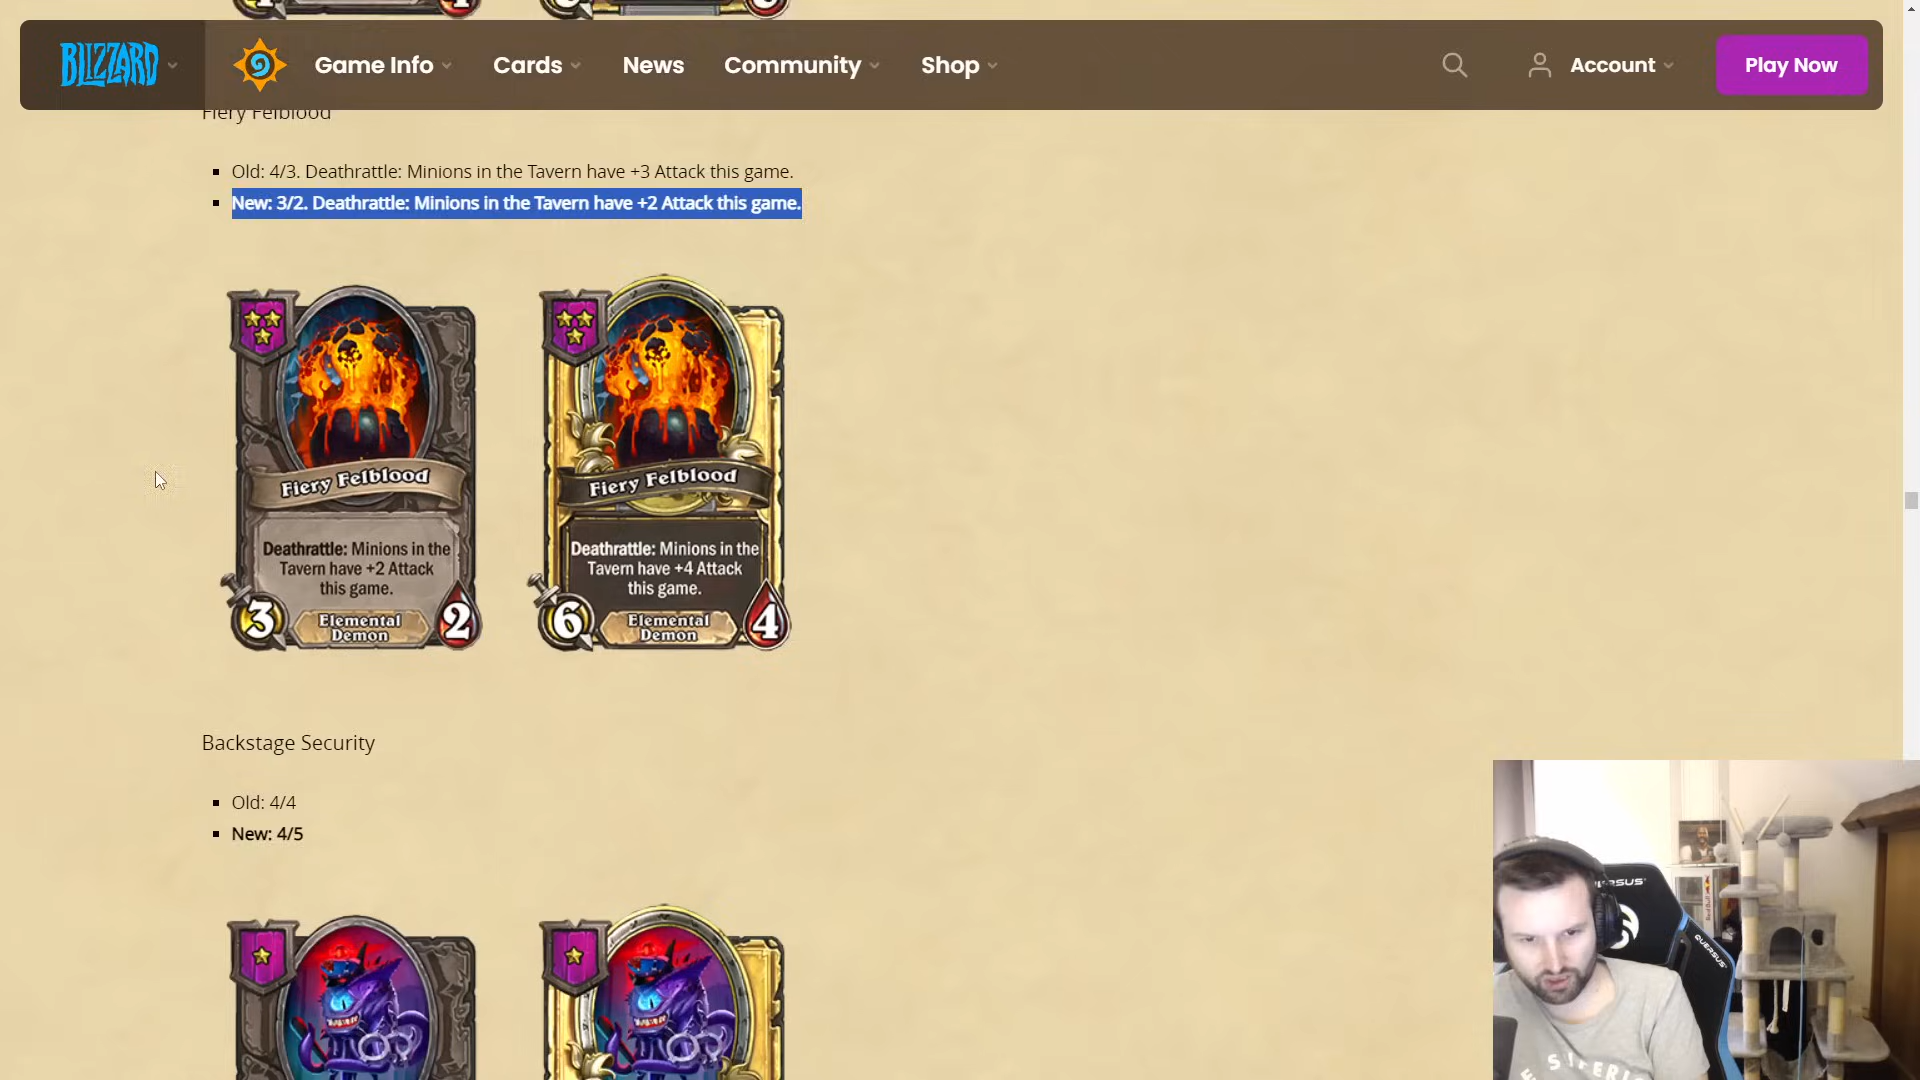 BLIZZARD
Game Info
Cards
News
Community
Shop
Account
Play Now
Fiery Felblood
Old: 4/3. Deathrattle: Minions in the Tavern have +3 Attack this game.
New: 3/2. Deathrattle: Minions in the Tavern have +2 Attack this game.
Fiery Felblood
Deathrattle: Minions in the
Tavern have +2 Attack
this game.
3
Elemental
Demon
2
Fiery Felblood
Deathrattle: Minions in the
Tavern have +4 Attack
this game.
6
Elemental
Demon
4
Backstage Security
Old: 4/4
New: 4/5
QUERSUS